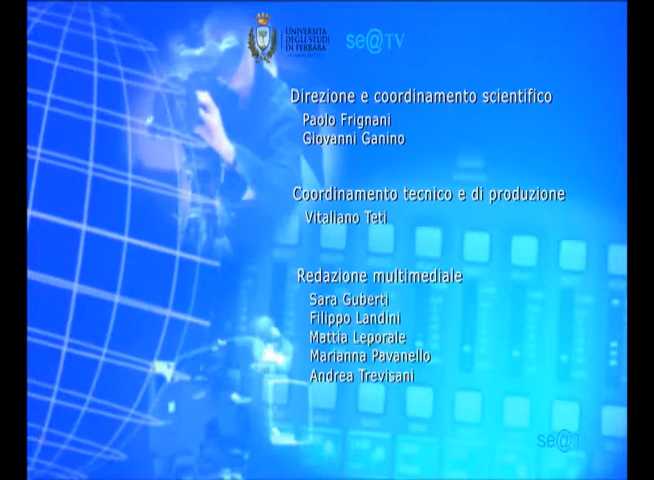 UNIVERSITÀ
DEGLI STUDI
DI FERRARA
se@TV
Direzione e coordinamento scientifico
Paolo Frignani
Giovanni Ganino
Coordinamento tecnico e di produzione
Vitaliano Teti
Redazione multimediale
Sara Guberti
Filippo Landini
Mattia Leporale
Marianna Pavanello
Andrea Trevisani
se@T